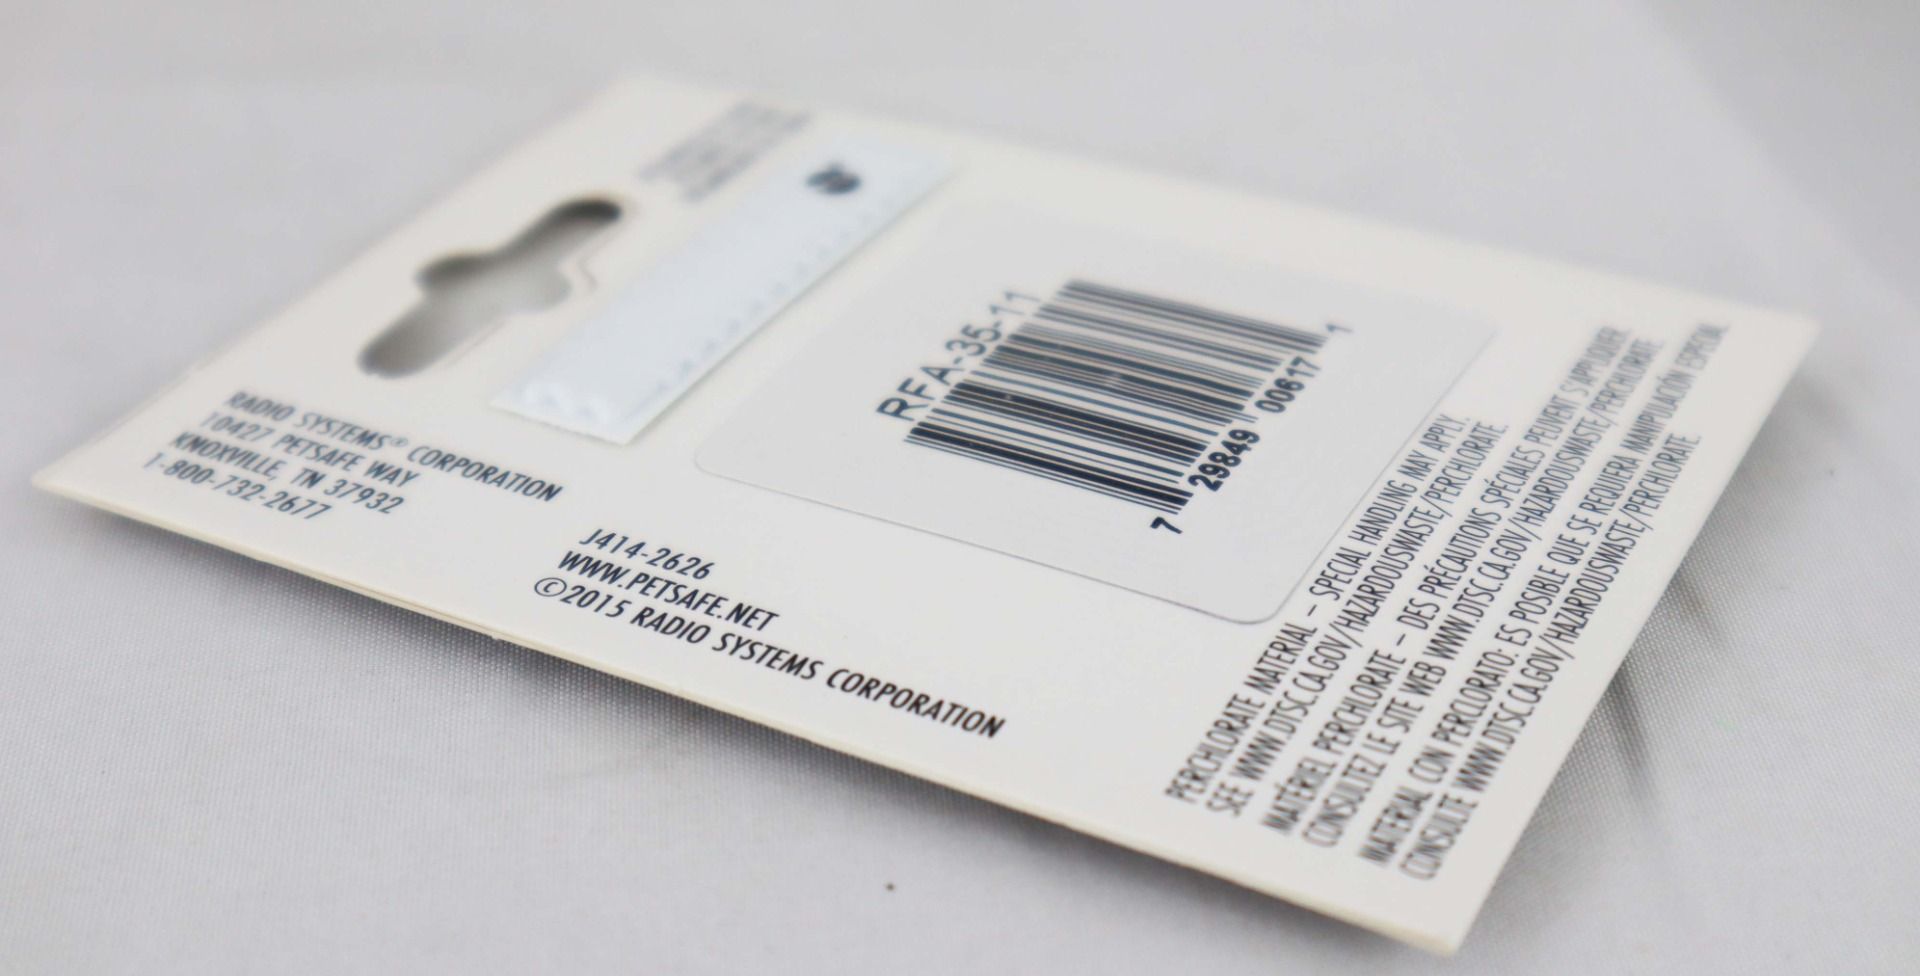 RADIO SYSTEMS® CORPORATION
10427 PETSAFE WAY
KNOXVILLE, TN 37932
1-800-732-2677
J414-2626
WWW.PETSAFE.NET
©2015 RADIO SYSTEMS CORPORATION
RFA-35-11
7 29849 00617 1
PERCHLORATE MATERIAL – SPECIAL HANDLING MAY APPLY.
SEE WWW.DTSC.CA.GOV/HAZARDOUSWASTE/PERCHLORATE.
MATÉRIEL PERCHLORATE – DES PRÉCAUTIONS SPÉCIALES PEUVENT S'APPLIQUER.
CONSULTEZ LE SITE WEB WWW.DTSC.CA.GOV/HAZARDOUSWASTE/PERCHLORATE.
MATERIAL CON PERCLORATO: ES POSIBLE QUE SE REQUIERA MANIPULACIÓN ESPECIAL.
CONSULTE WWW.DTSC.CA.GOV/HAZARDOUSWASTE/PERCHLORATE.